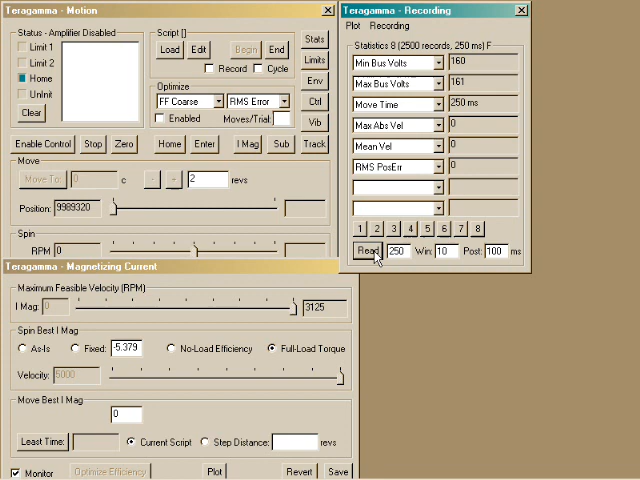 Teragamma - Motion
Status - Amplifier Disabled
Limit 1
Limit 2
Home
UnInit
Clear
Script []
Load Edit Begin End
Record Cycle
Optimize
FF Coarse RMS Error
Enabled Moves/Trial:
Stats
Limits
Env
Ctrl
Vib
Track
Enable Control Stop Zero Home Enter I Mag Sub
Move
Move To: 0 c - + 2 revs
Position: 9989320
Spin
RPM 0
Teragamma - Recording
Plot Recording
Statistics 8 (2500 records, 250 ms) F
Min Bus Volts 160
Max Bus Volts 161
Move Time 250 ms
Max Abs Vel 0
Mean Vel 0
RMS PosErr 0
1 2 3 4 5 6 7 8
Read 250 Win: 10 Post: 100 ms
Teragamma - Magnetizing Current
Maximum Feasible Velocity (RPM)
I Mag: 0 3125
Spin Best I Mag
As-Is Fixed: -5.379 No-Load Efficiency Full-Load Torque
Velocity: 5000
Move Best I Mag
0
Least Time: Current Script Step Distance: revs
Monitor Optimize Efficiency Plot Revert Save